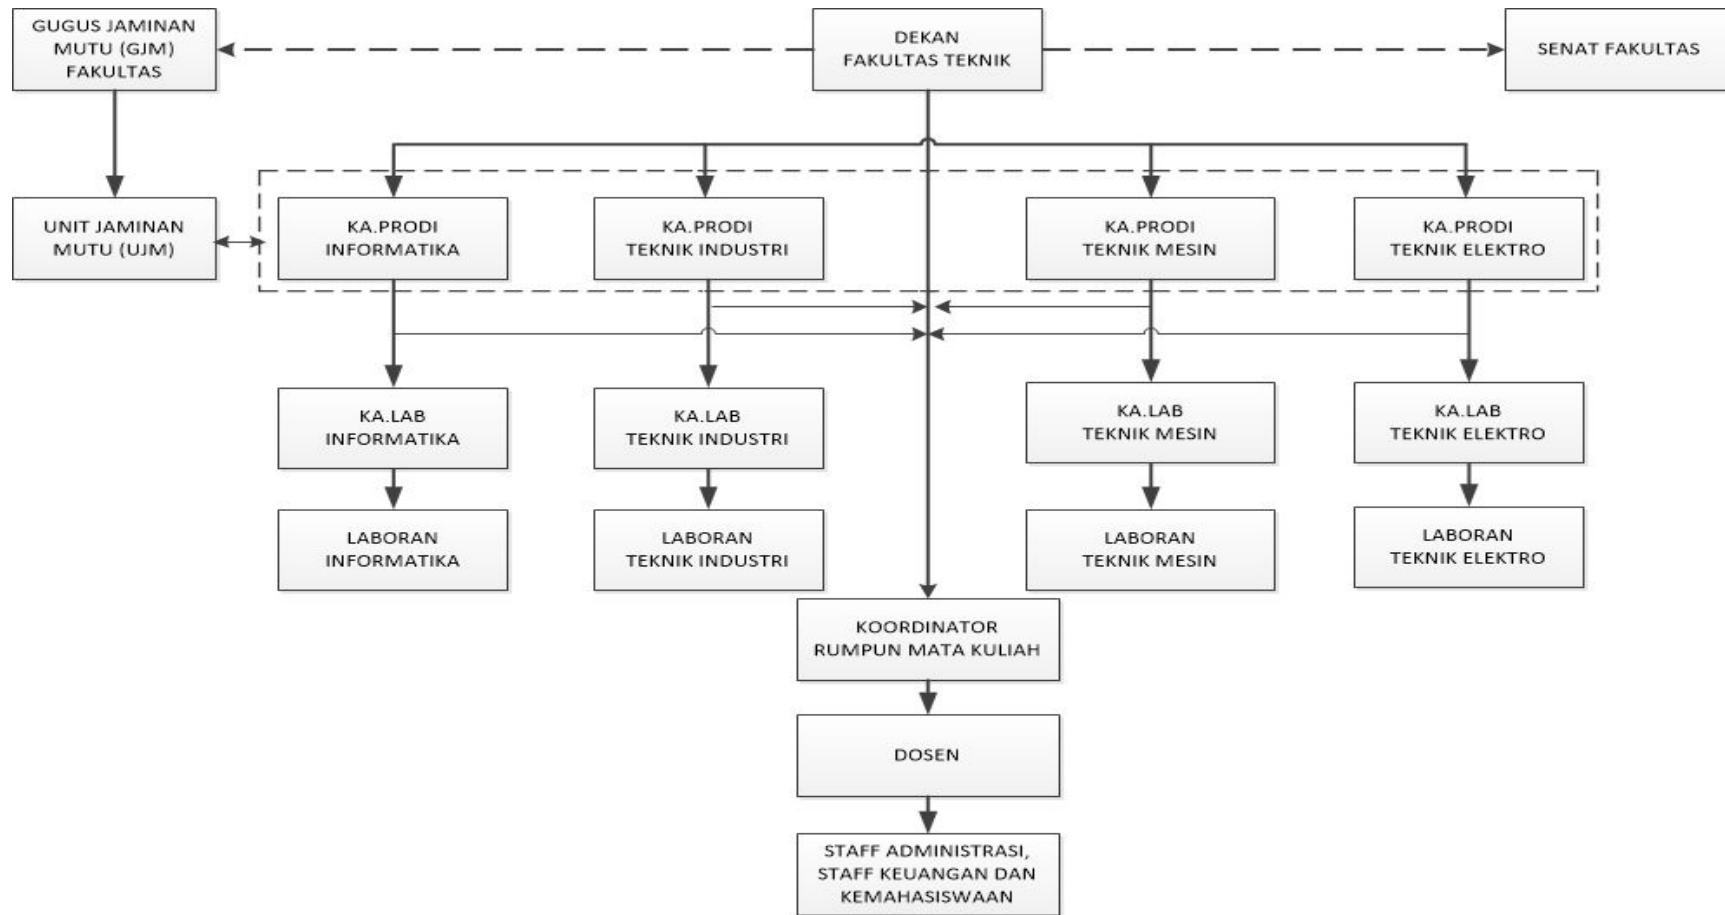 GUGUS JAMINAN
MUTU (GJM)
FAKULTAS
DEKAN
FAKULTAS TEKNIK
SENAT FAKULTAS
UNIT JAMINAN
MUTU (UJM)
KA.PRODI
INFORMATIKA
KA.PRODI
TEKNIK INDUSTRI
KA.PRODI
TEKNIK MESIN
KA.PRODI
TEKNIK ELEKTRO
KA.LAB
INFORMATIKA
KA.LAB
TEKNIK INDUSTRI
KA.LAB
TEKNIK MESIN
KA.LAB
TEKNIK ELEKTRO
LABORAN
INFORMATIKA
LABORAN
TEKNIK INDUSTRI
LABORAN
TEKNIK MESIN
LABORAN
TEKNIK ELEKTRO
KOORDINATOR
RUMPUN MATA KULIAH
DOSEN
STAFF ADMINISTRASI,
STAFF KEUANGAN DAN
KEMAHASISWAAN